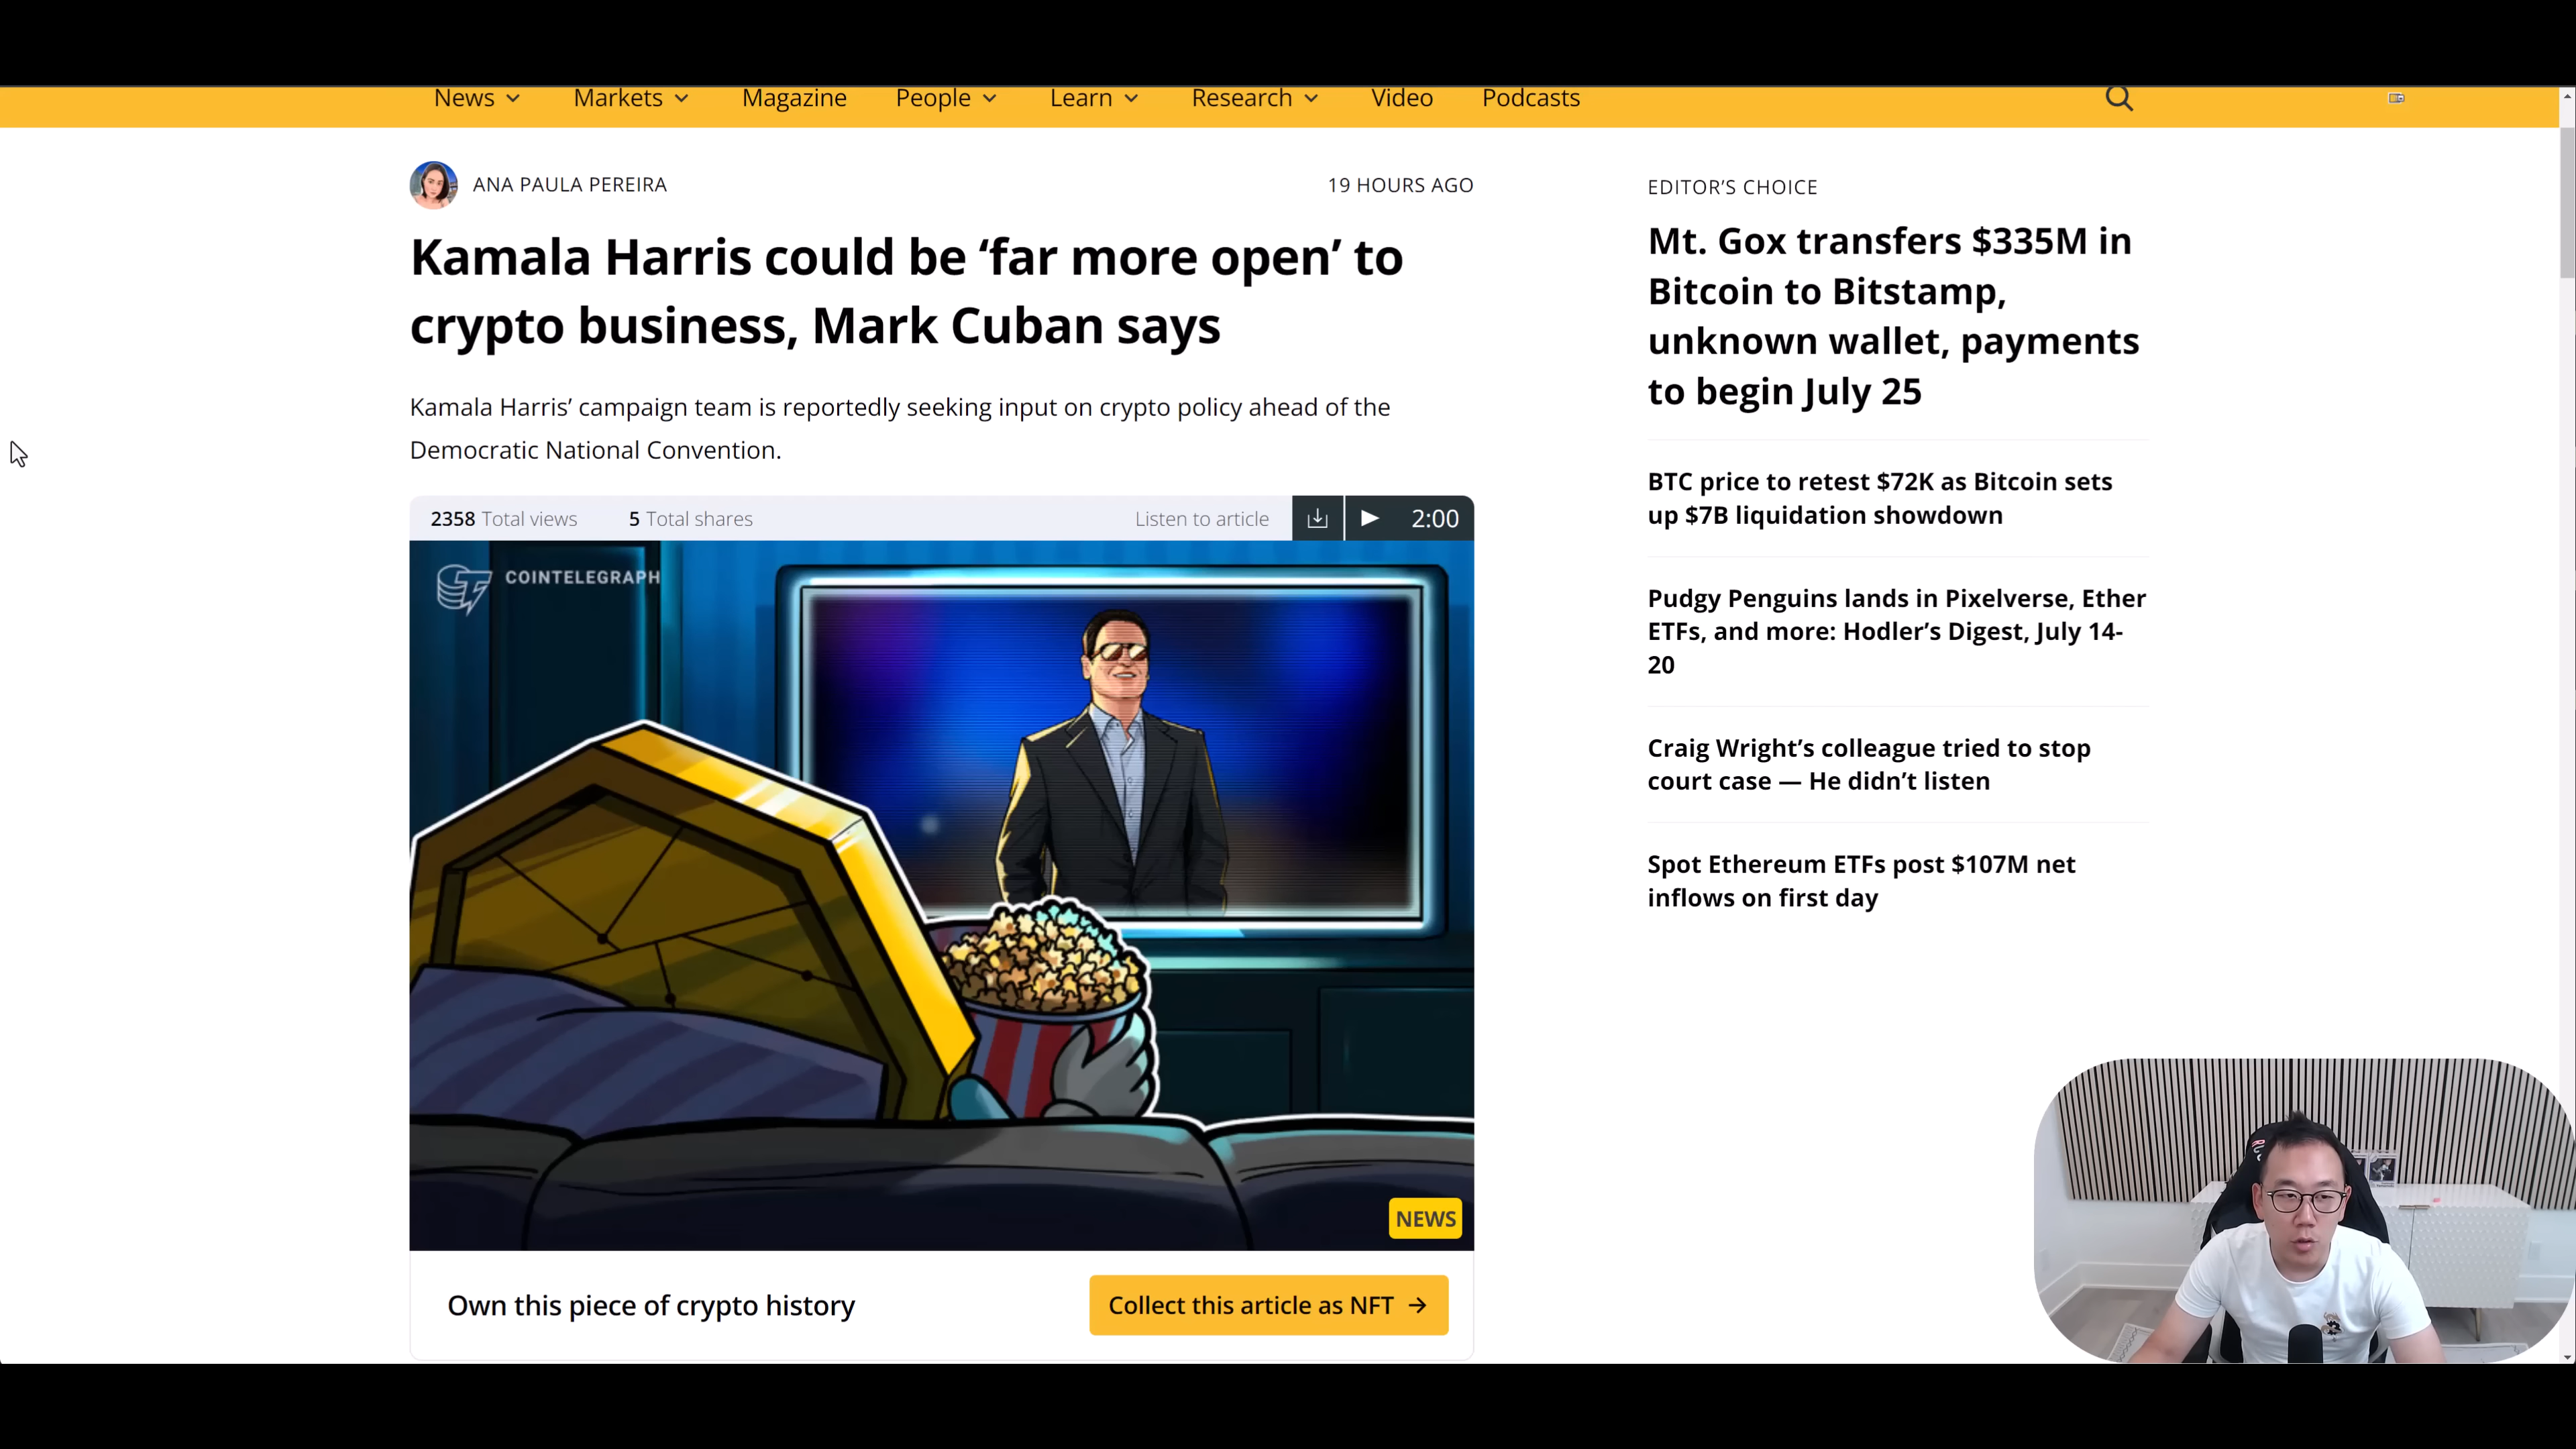 News
Markets
Magazine
People
Learn
Research
Video
Podcasts
ANA PAULA PEREIRA
19 HOURS AGO
Kamala Harris could be ‘far more open’ to
crypto business, Mark Cuban says
Kamala Harris’ campaign team is reportedly seeking input on crypto policy ahead of the
Democratic National Convention.
2358 Total views
5 Total shares
Listen to article
2:00
COINTELEGRAPH
NEWS
Own this piece of crypto history
Collect this article as NFT →
EDITOR’S CHOICE
Mt. Gox transfers $335M in
Bitcoin to Bitstamp,
unknown wallet, payments
to begin July 25
BTC price to retest $72K as Bitcoin sets
up $7B liquidation showdown
Pudgy Penguins lands in Pixelverse, Ether
ETFs, and more: Hodler’s Digest, July 14-
20
Craig Wright’s colleague tried to stop
court case — He didn’t listen
Spot Ethereum ETFs post $107M net
inflows on first day